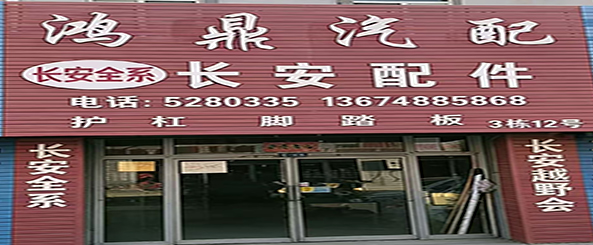 鸿鼎汽配
长安全系 长安配件
电话：5280335 13674885868
护杠 脚踏板 3栋12号
长安全系
长安越野会